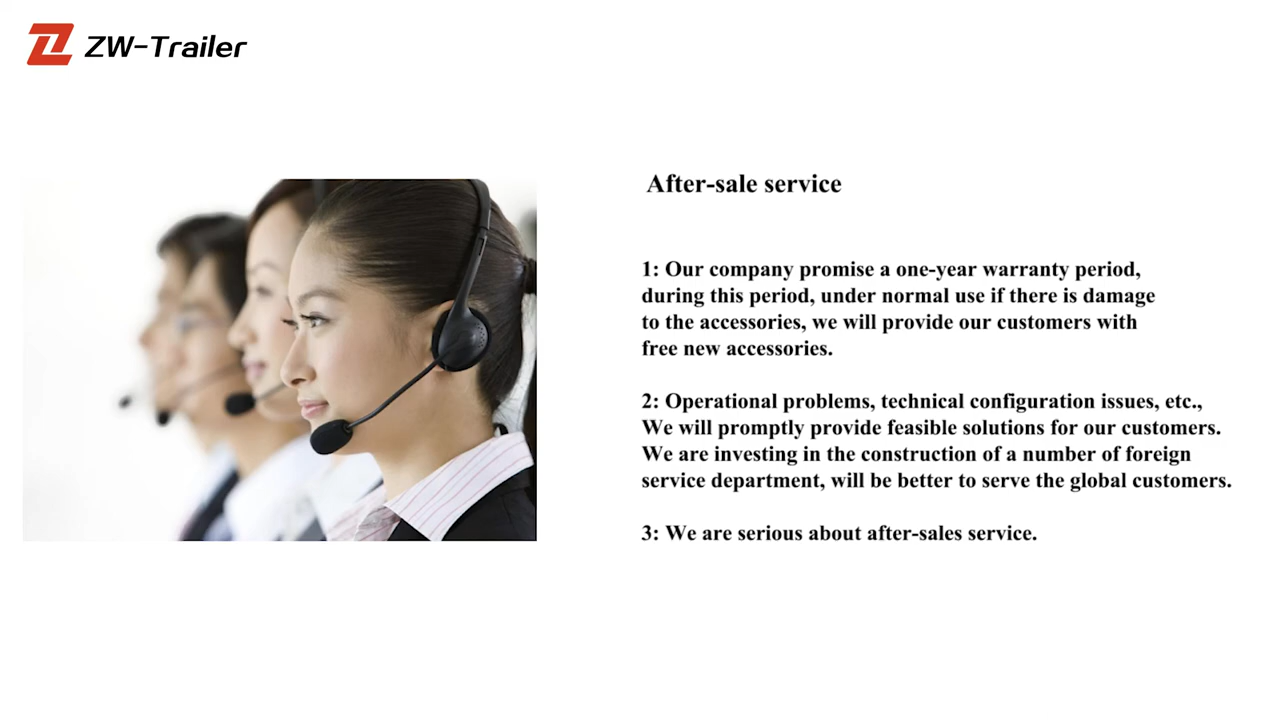 ZW-Trailer
After-sale service
1: Our company promise a one-year warranty period,
during this period, under normal use if there is damage
to the accessories, we will provide our customers with
free new accessories.
2: Operational problems, technical configuration issues, etc.,
We will promptly provide feasible solutions for our customers.
We are investing in the construction of a number of foreign
service department, will be better to serve the global customers.
3: We are serious about after-sales service.